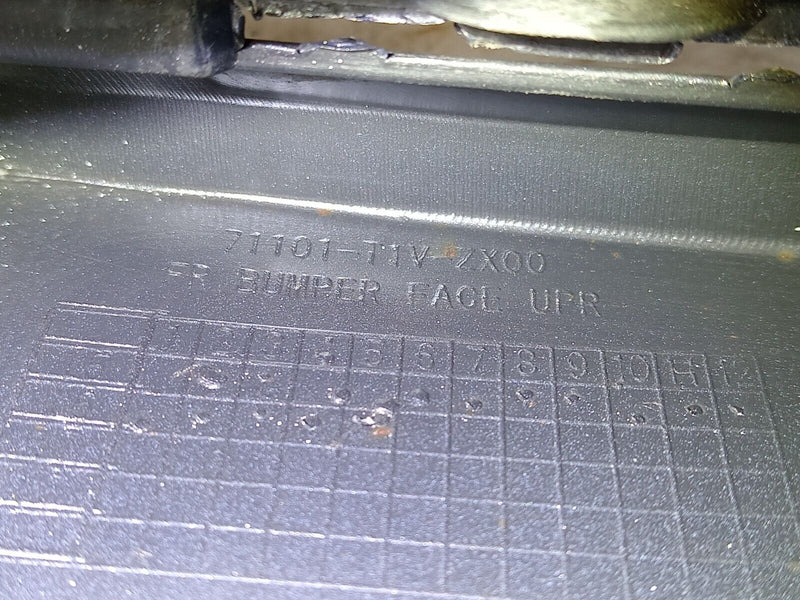 71101-T1V-ZX00
FR BUMPER FACE UPR
1 2 3 4 5 6 7 8 9 10 11 12